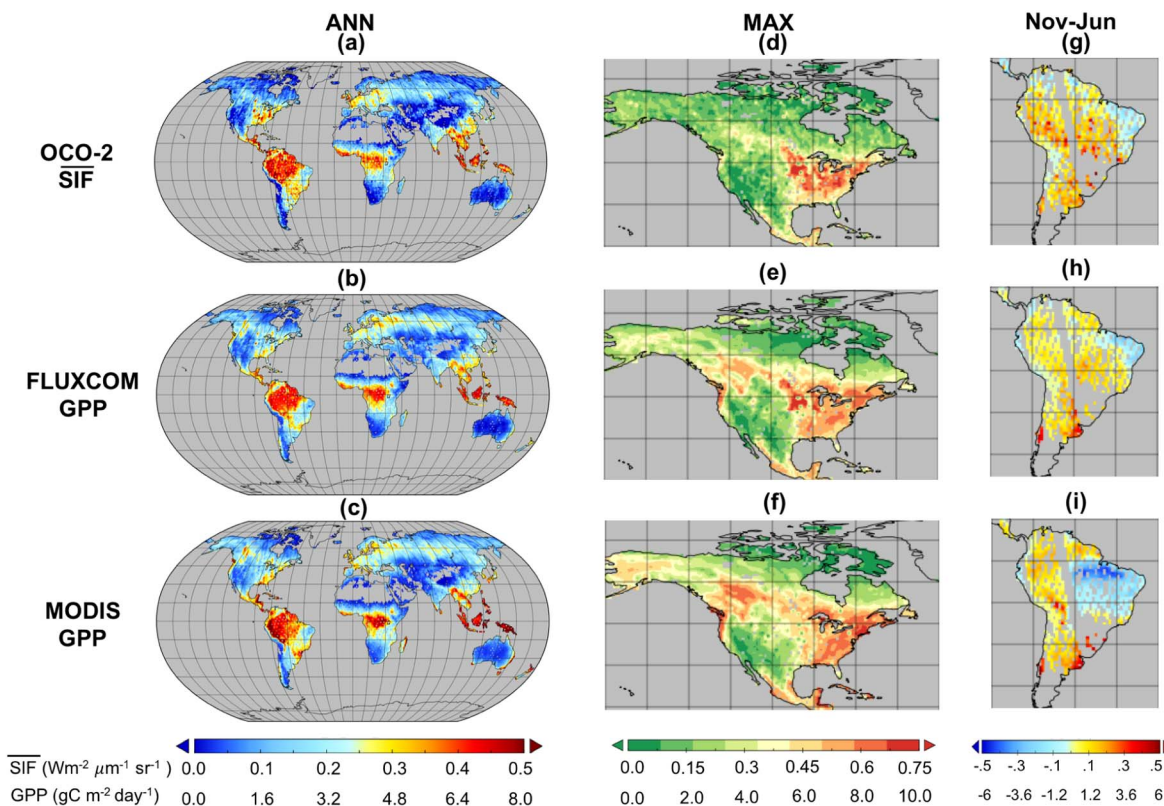 ANN MAX Nov-Jun
(a) (d) (g)
OCO-2
SIF
(b) (e) (h)
FLUXCOM
GPP
(c) (f) (i)
MODIS
GPP
SIF (Wm⁻² μm⁻¹ sr⁻¹) 0.0 0.1 0.2 0.3 0.4 0.5 0.0 0.15 0.3 0.45 0.6 0.75 -.5 -.3 -.1 .1 .3 .5
GPP (gC m⁻² day⁻¹) 0.0 1.6 3.2 4.8 6.4 8.0 0.0 2.0 4.0 6.0 8.0 10.0 -6 -3.6 -1.2 1.2 3.6 6